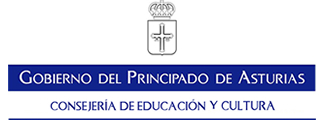 GOBIERNO DEL PRINCIPADO DE ASTURIAS
CONSEJERÍA DE EDUCACIÓN Y CULTURA